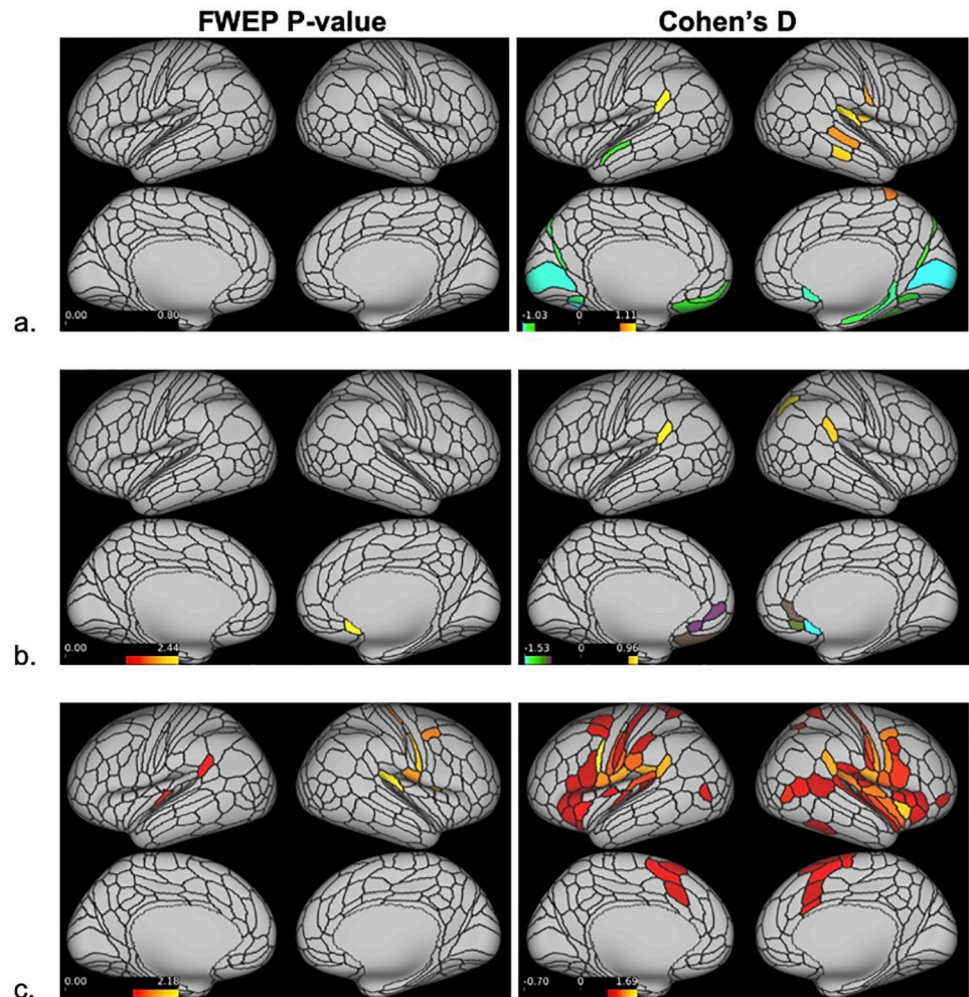 FWEP P-value Cohen's D
0.00 0.80 -1.03 0 1.11
a.
0.00 2.44 -1.53 0 0.96
b.
0.00 2.18 -0.70 0 1.69
c.